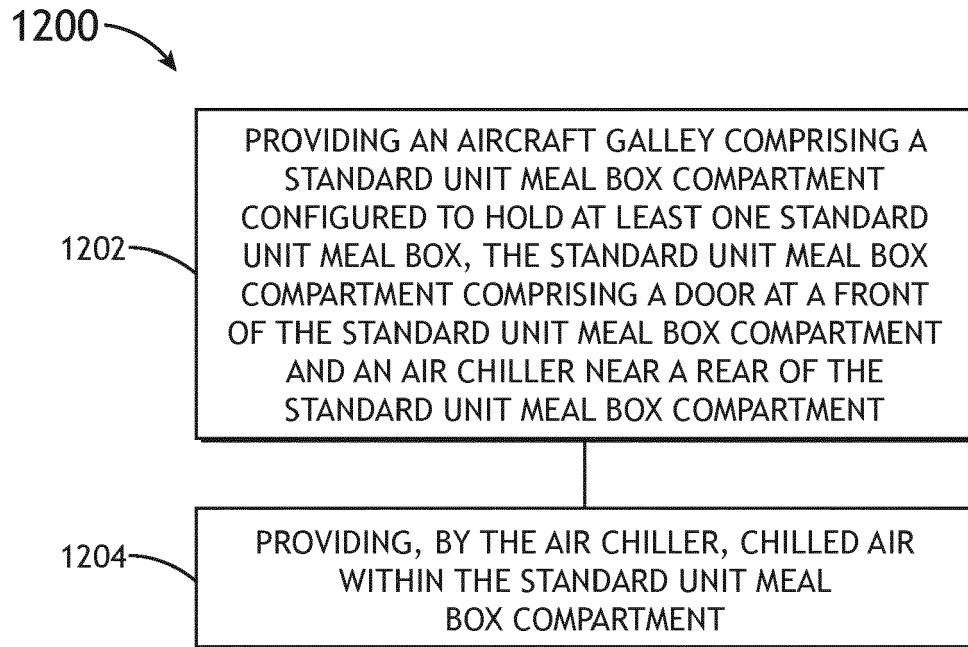 1200
PROVIDING AN AIRCRAFT GALLEY COMPRISING A
STANDARD UNIT MEAL BOX COMPARTMENT
CONFIGURED TO HOLD AT LEAST ONE STANDARD
UNIT MEAL BOX, THE STANDARD UNIT MEAL BOX
COMPARTMENT COMPRISING A DOOR AT A FRONT
OF THE STANDARD UNIT MEAL BOX COMPARTMENT
AND AN AIR CHILLER NEAR A REAR OF THE
STANDARD UNIT MEAL BOX COMPARTMENT
1202
PROVIDING, BY THE AIR CHILLER, CHILLED AIR
WITHIN THE STANDARD UNIT MEAL
BOX COMPARTMENT
1204